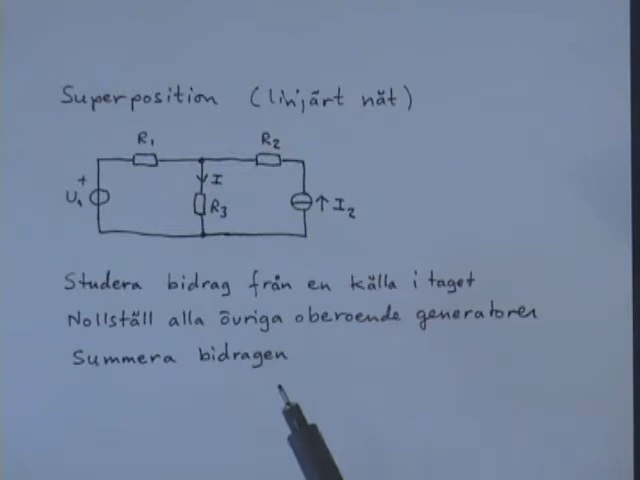 Superposition (linjärt nät)
R1 R2
+
U1 I R3 ↑ I2
Studera bidrag från en källa i taget
Nollställ alla övriga oberoende generatorer
Summera bidragen